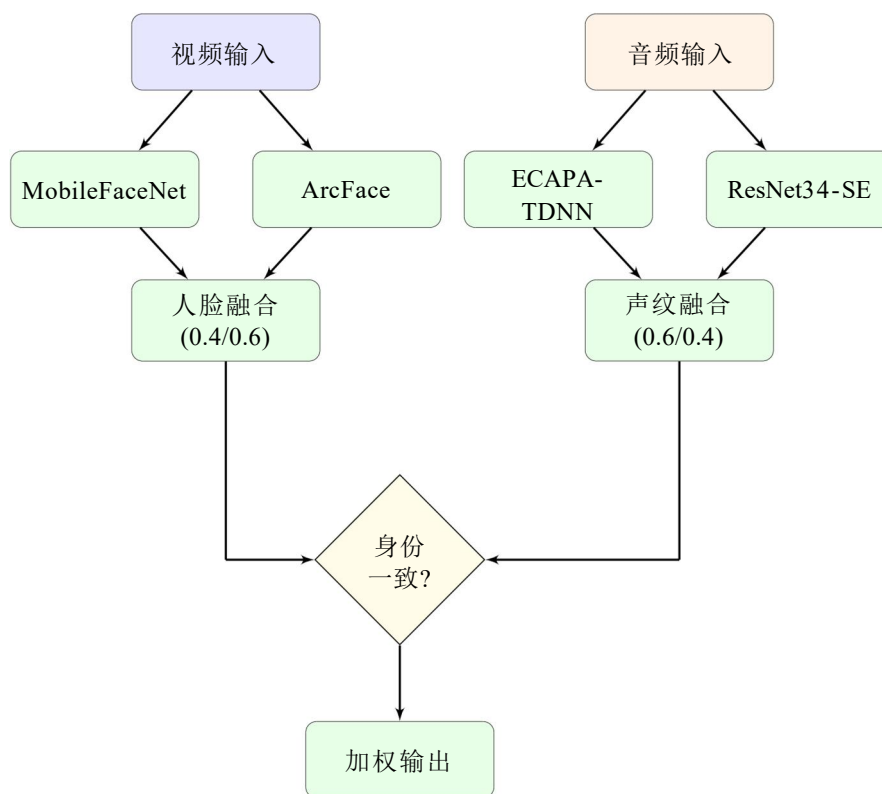 视频输入
音频输入
MobileFaceNet
ArcFace
ECAPA-
TDNN
ResNet34-SE
人脸融合
(0.4/0.6)
声纹融合
(0.6/0.4)
身份
一致?
加权输出